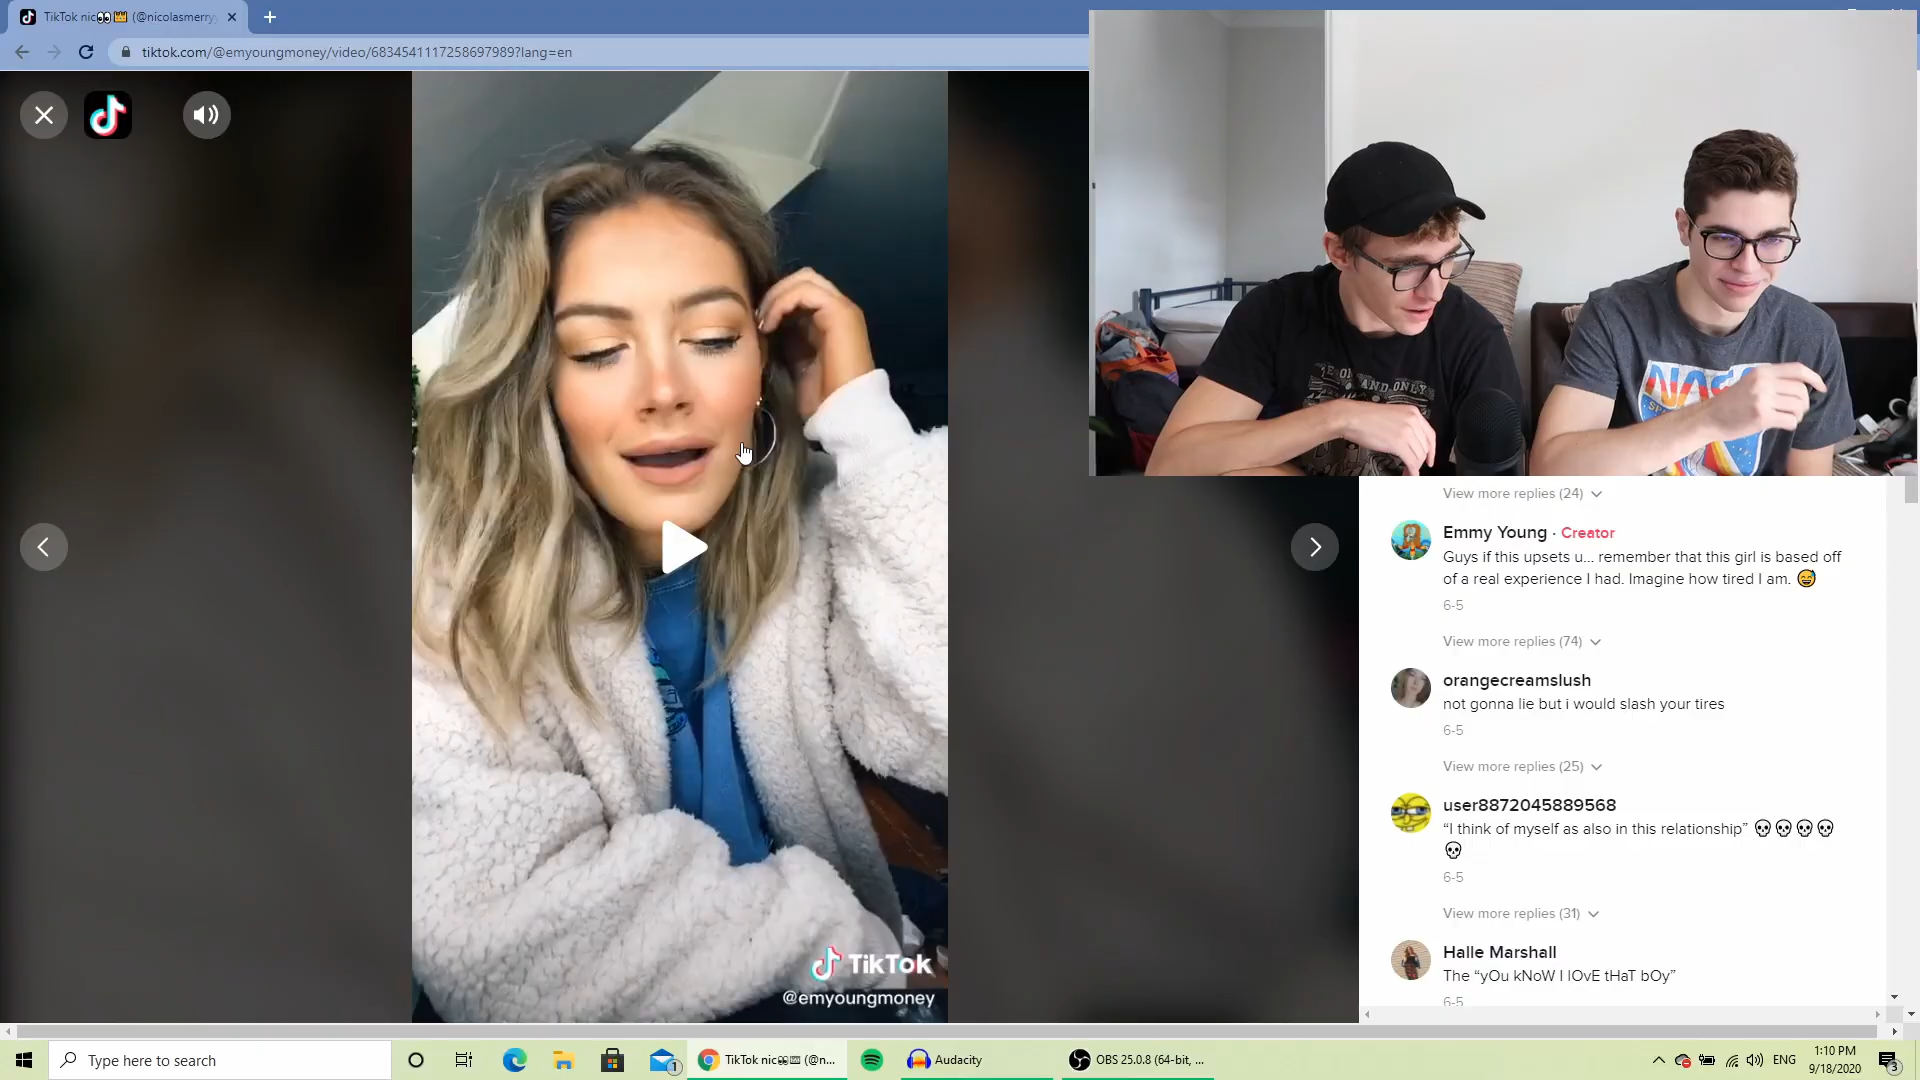 TikTok nic👀👑 (@nicolasmerry
tiktok.com/@emyoungmoney/video/6834541117258697989?lang=en
AND ONLY
NASA
View more replies (24)
Emmy Young · Creator
Guys if this upsets u... remember that this girl is based off
of a real experience I had. Imagine how tired I am. 😅
6-5
View more replies (74)
orangecreamslush
not gonna lie but i would slash your tires
6-5
View more replies (25)
user8872045889568
“I think of myself as also in this relationship” 💀💀💀💀
💀
6-5
View more replies (31)
Halle Marshall
The “yOu kNoW I lOvE tHaT bOy”
6-5
TikTok
@emyoungmoney
Type here to search
1
TikTok nic👀👑 (@n...
Audacity
OBS 25.0.8 (64-bit, ...
ENG
1:10 PM
9/18/2020
3